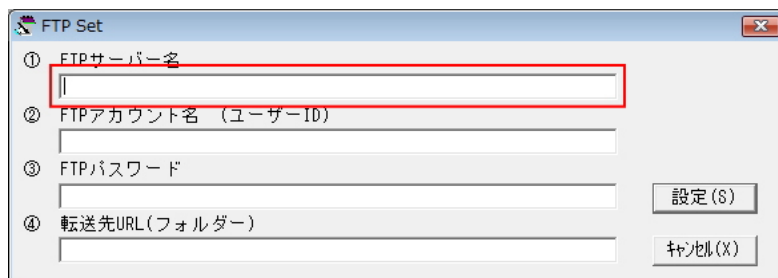 FTP Set
① FTPサーバー名
② FTPアカウント名 (ユーザーID)
③ FTPパスワード
設定(S)
④ 転送先URL(フォルダー)
ｷｬﾝｾﾙ(X)